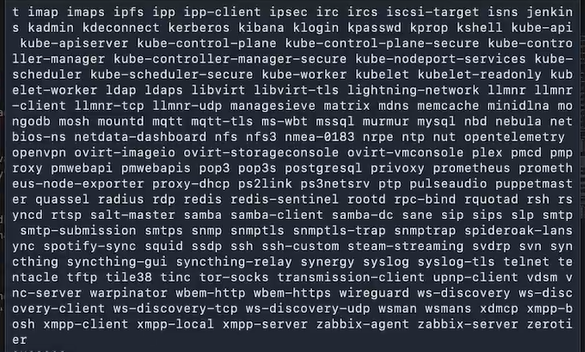 t imap imaps ipfs ipp ipp-client ipsec irc ircs iscsi-target isns jenkin
s kadmin kdeconnect kerberos kibana klogin kpasswd kprop kshell kube-api
kube-apiserver kube-control-plane kube-control-plane-secure kube-contro
ller-manager kube-controller-manager-secure kube-nodeport-services kube-
scheduler kube-scheduler-secure kube-worker kubelet kubelet-readonly kub
elet-worker ldap ldaps libvirt libvirt-tls lightning-network llmnr llmnr
-client llmnr-tcp llmnr-udp managesieve matrix mdns memcache minidlna mo
ngodb mosh mountd mqtt mqtt-tls ms-wbt mssql murmur mysql nbd nebula net
bios-ns netdata-dashboard nfs nfs3 nmea-0183 nrpe ntp nut opentelemetry
openvpn ovirt-imageio ovirt-storageconsole ovirt-vmconsole plex pmcd pmp
roxy pmwebapi pmwebapis pop3 pop3s postgresql privoxy prometheus prometh
eus-node-exporter proxy-dhcp ps2link ps3netsrv ptp pulseaudio puppetmast
er quassel radius rdp redis redis-sentinel rootd rpc-bind rquotad rsh rs
yncd rtsp salt-master samba samba-client samba-dc sane sip sips slp smtp
smtp-submission smtps snmp snmptls snmptls-trap snmptrap spideroak-lans
ync spotify-sync squid ssdp ssh ssh-custom steam-streaming svdrp svn syn
cthing syncthing-gui syncthing-relay synergy syslog syslog-tls telnet te
ntacle tftp tile38 tinc tor-socks transmission-client upnp-client vdsm v
nc-server warpinator wbem-http wbem-https wireguard ws-discovery ws-disc
overy-client ws-discovery-tcp ws-discovery-udp wsman wsmans xdmcp xmpp-b
osh xmpp-client xmpp-local xmpp-server zabbix-agent zabbix-server zeroti
er